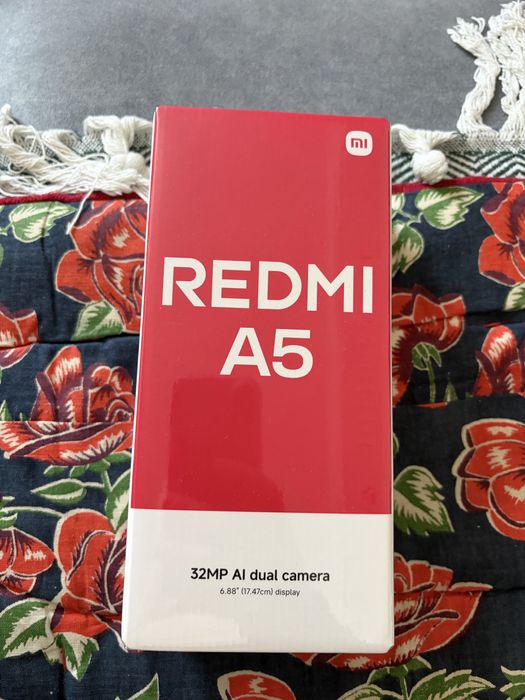 mi
REDMI
A5
32MP AI dual camera
6.88" (17.47cm) display